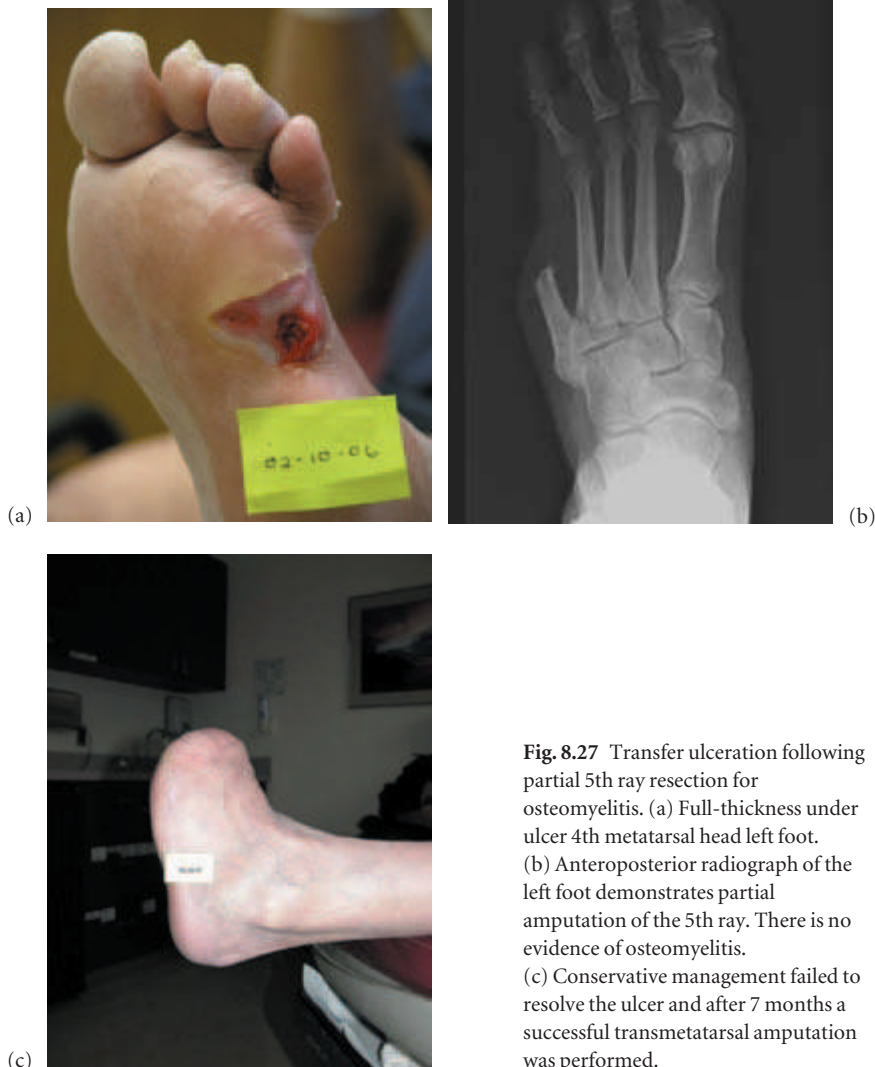 02-10-06
(a)
(b)
(c)
Fig. 8.27 Transfer ulceration following
partial 5th ray resection for
osteomyelitis. (a) Full-thickness under
ulcer 4th metatarsal head left foot.
(b) Anteroposterior radiograph of the
left foot demonstrates partial
amputation of the 5th ray. There is no
evidence of osteomyelitis.
(c) Conservative management failed to
resolve the ulcer and after 7 months a
successful transmetatarsal amputation
was performed.